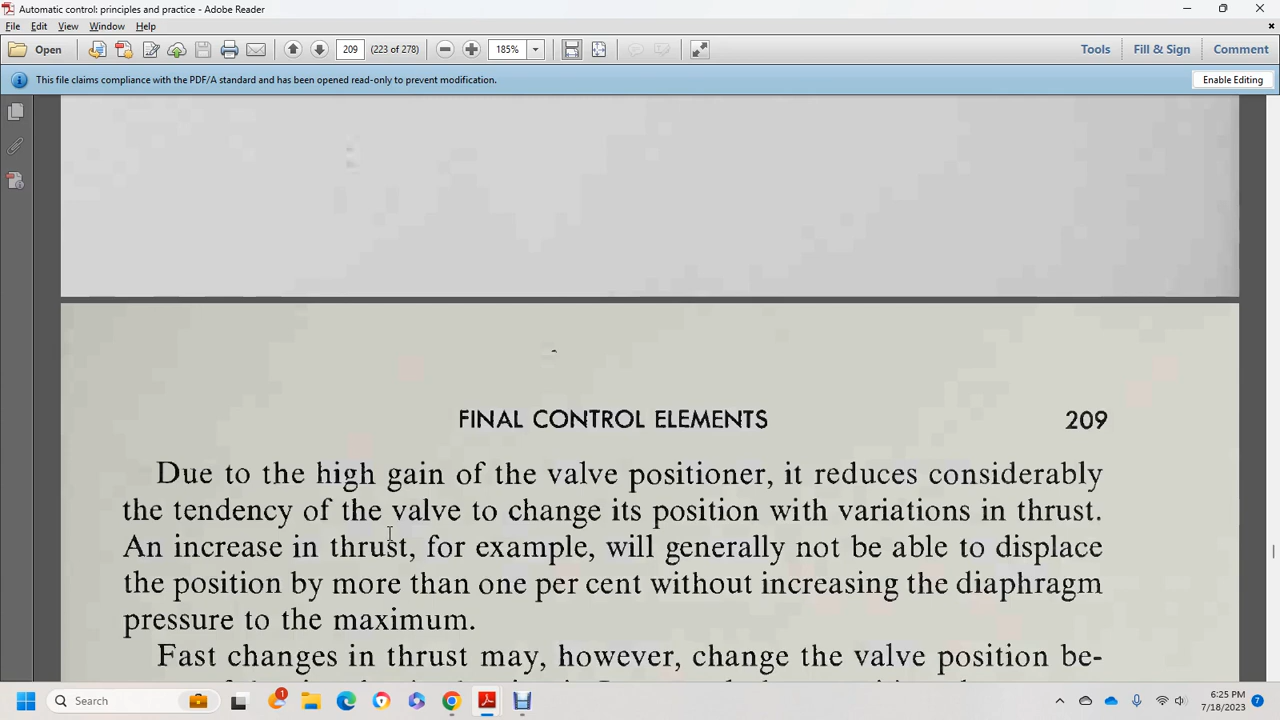 Automatic control: principles and practice - Adobe Reader
File Edit View Window Help
Open 209 (223 of 278) 185% Tools Fill & Sign Comment
This file claims compliance with the PDF/A standard and has been opened read-only to prevent modification. Enable Editing
FINAL CONTROL ELEMENTS 209
Due to the high gain of the valve positioner, it reduces considerably
the tendency of the valve to change its position with variations in thrust.
An increase in thrust, for example, will generally not be able to displace
the position by more than one per cent without increasing the diaphragm
pressure to the maximum.
Fast changes in thrust may, however, change the valve position be-
Search 1 6:25 PM
7/18/2023 7